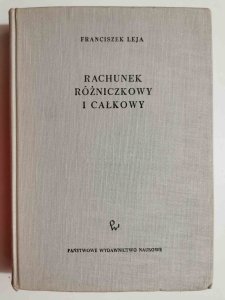 FRANCISZEK LEJA
RACHUNEK
RÓŻNICZKOWY
I CAŁKOWY
PAŃSTWOWE WYDAWNICTWO NAUKOWE